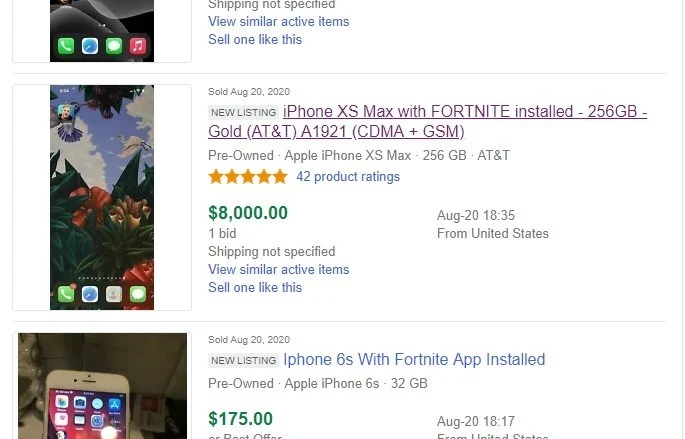 Shipping not specified
View similar active items
Sell one like this
Sold Aug 20, 2020
NEW LISTING iPhone XS Max with FORTNITE installed - 256GB -
Gold (AT&T) A1921 (CDMA + GSM)
Pre-Owned · Apple iPhone XS Max · 256 GB · AT&T
42 product ratings
$8,000.00
Aug-20 18:35
1 bid
From United States
Shipping not specified
View similar active items
Sell one like this
Sold Aug 20, 2020
NEW LISTING Iphone 6s With Fortnite App Installed
Pre-Owned · Apple iPhone 6s · 32 GB
$175.00
Aug-20 18:17
or Best Offer
From United States